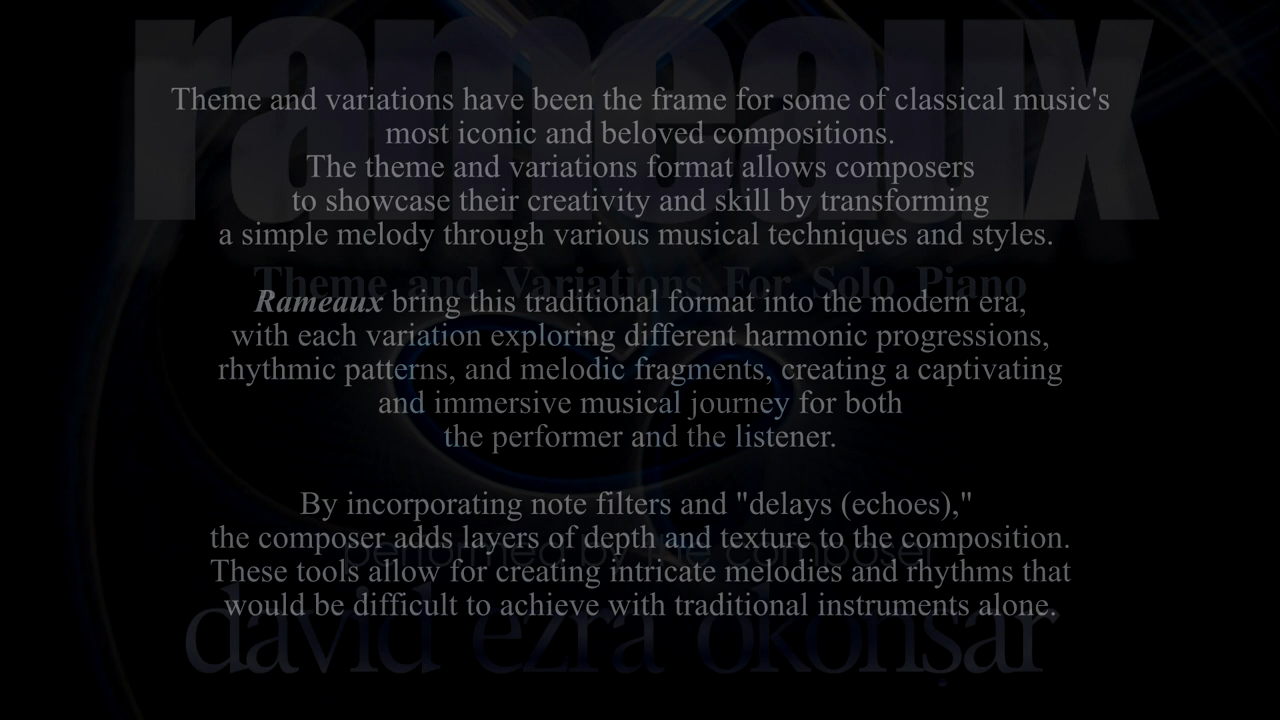 rameaux
Theme and variations have been the frame for some of classical music's
most iconic and beloved compositions.
The theme and variations format allows composers
to showcase their creativity and skill by transforming
a simple melody through various musical techniques and styles.
Theme and Variations For Solo Piano
Rameaux bring this traditional format into the modern era,
with each variation exploring different harmonic progressions,
rhythmic patterns, and melodic fragments, creating a captivating
and immersive musical journey for both
the performer and the listener.
By incorporating note filters and "delays (echoes),"
the composer adds layers of depth and texture to the composition.
performed by the composer
These tools allow for creating intricate melodies and rhythms that
would be difficult to achieve with traditional instruments alone.
david ezra okonşar